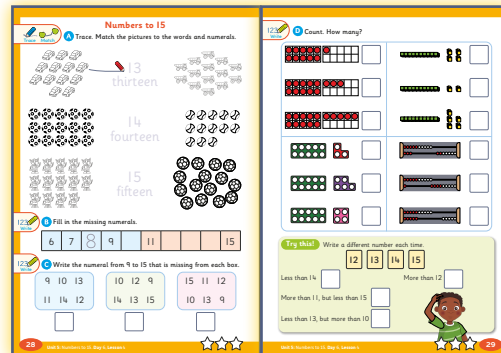 Numbers to 15
Trace Match
A Trace. Match the pictures to the words and numerals.
13
thirteen
14
fourteen
15
fifteen
123
Write
B Fill in the missing numerals.
6 7 8 9 11 15
123
Write
C Write the numeral from 9 to 15 that is missing from each box.
9 10 13
11 14 12
10 12 9
14 13 15
15 11 12
10 13 9
28 Unit 5: Numbers to 15, Day 4, Lesson 4
123
Write
D Count. How many?
Try this! Write a different number each time.
12 13 14 15
Less than 14
More than 12
More than 11, but less than 15
Less than 13, but more than 10
Unit 5: Numbers to 15, Day 4, Lesson 4 29